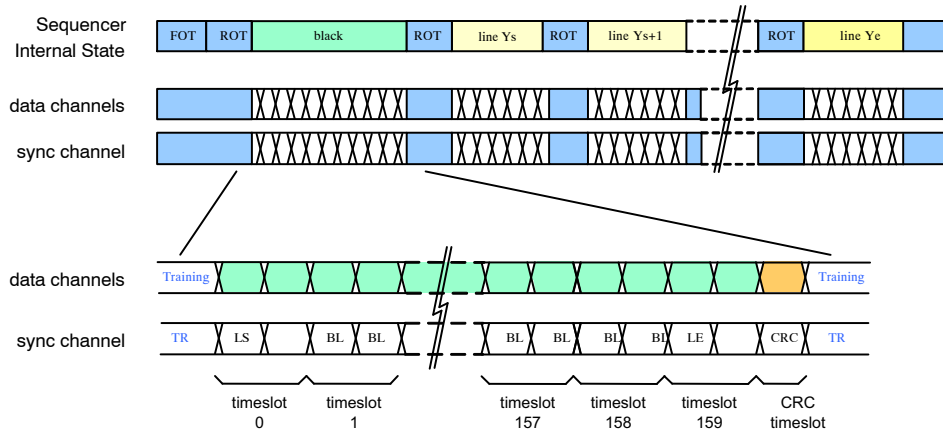 Sequencer
Internal State
FOT ROT black ROT line Ys ROT line Ys+1 ROT line Ye
data channels
sync channel
data channels
Training Training
sync channel
TR LS BL BL BL BL BL BL LE CRC TR
timeslot timeslot timeslot timeslot timeslot CRC
0 1 157 158 159 timeslot